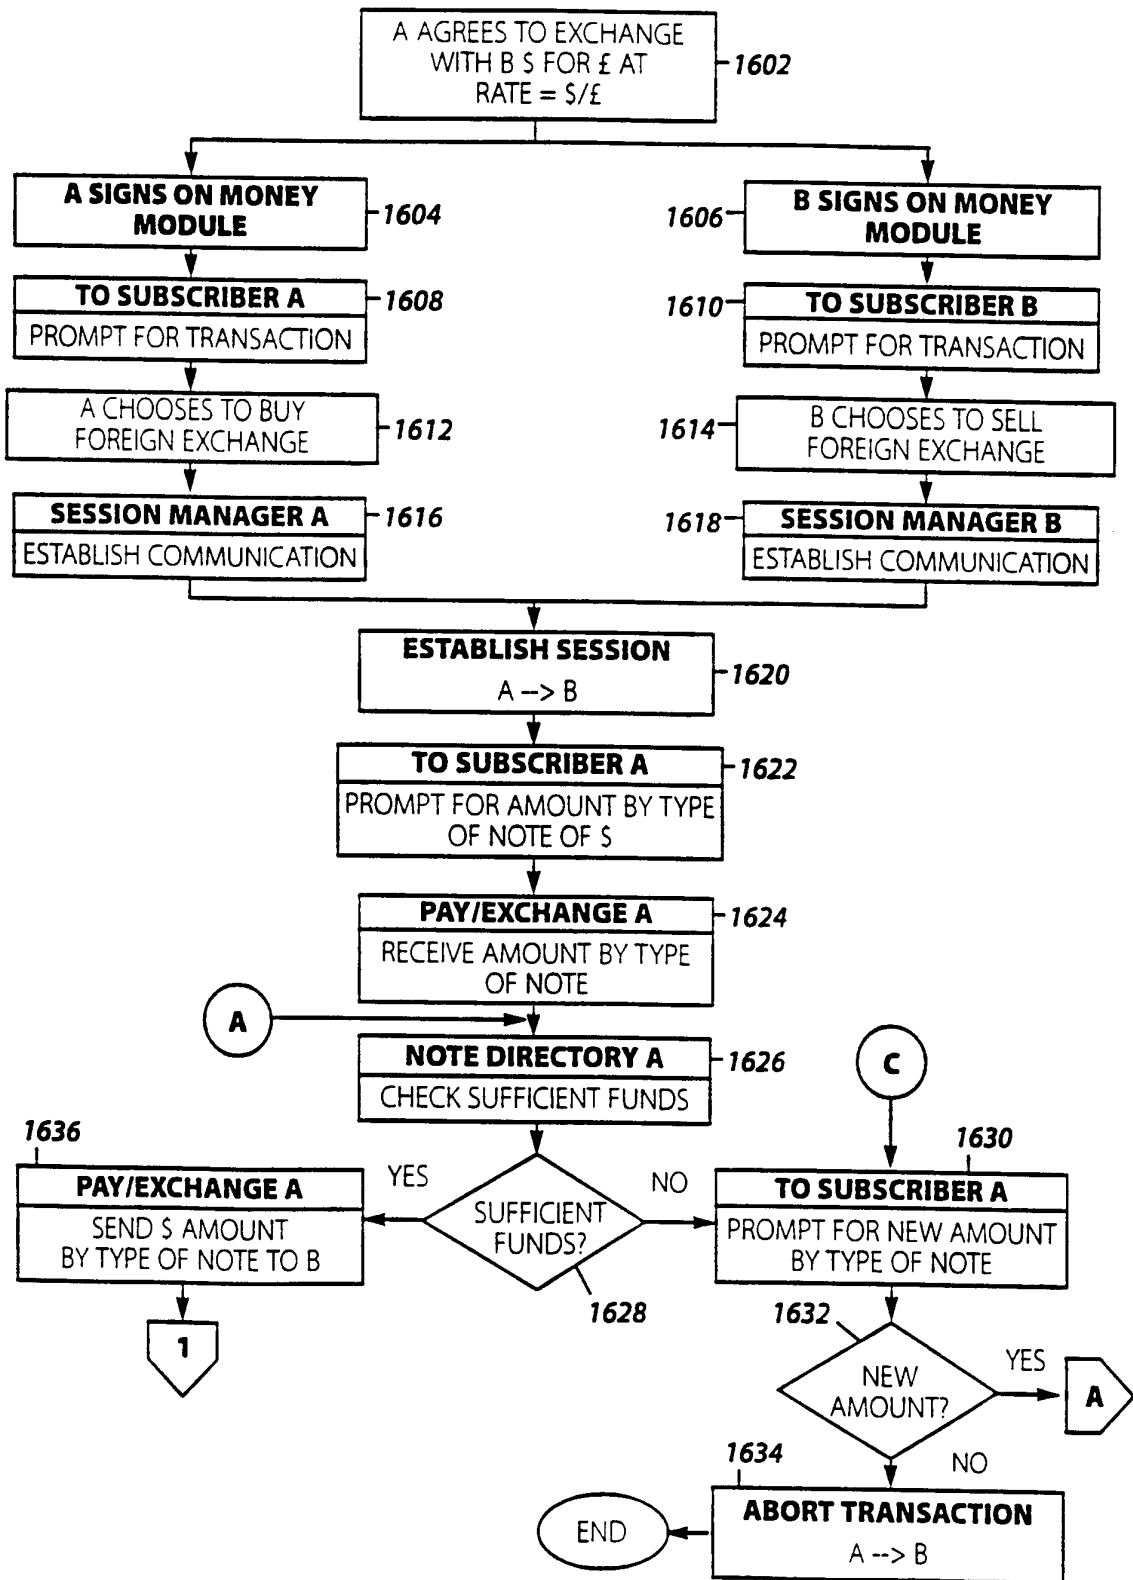 A AGREES TO EXCHANGE
WITH B $ FOR £ AT
RATE = $/£
1602
A SIGNS ON MONEY
MODULE
1604
1606
B SIGNS ON MONEY
MODULE
TO SUBSCRIBER A
PROMPT FOR TRANSACTION
1608
1610
TO SUBSCRIBER B
PROMPT FOR TRANSACTION
A CHOOSES TO BUY
FOREIGN EXCHANGE
1612
1614
B CHOOSES TO SELL
FOREIGN EXCHANGE
SESSION MANAGER A
ESTABLISH COMMUNICATION
1616
1618
SESSION MANAGER B
ESTABLISH COMMUNICATION
ESTABLISH SESSION
A --> B
1620
TO SUBSCRIBER A
PROMPT FOR AMOUNT BY TYPE
OF NOTE OF $
1622
PAY/EXCHANGE A
RECEIVE AMOUNT BY TYPE
OF NOTE
1624
A
NOTE DIRECTORY A
CHECK SUFFICIENT FUNDS
1626
C
1636
PAY/EXCHANGE A
SEND $ AMOUNT
BY TYPE OF NOTE TO B
YES
SUFFICIENT
FUNDS?
NO
1628
1630
TO SUBSCRIBER A
PROMPT FOR NEW AMOUNT
BY TYPE OF NOTE
1
1632
NEW
AMOUNT?
YES
A
NO
1634
ABORT TRANSACTION
A --> B
END